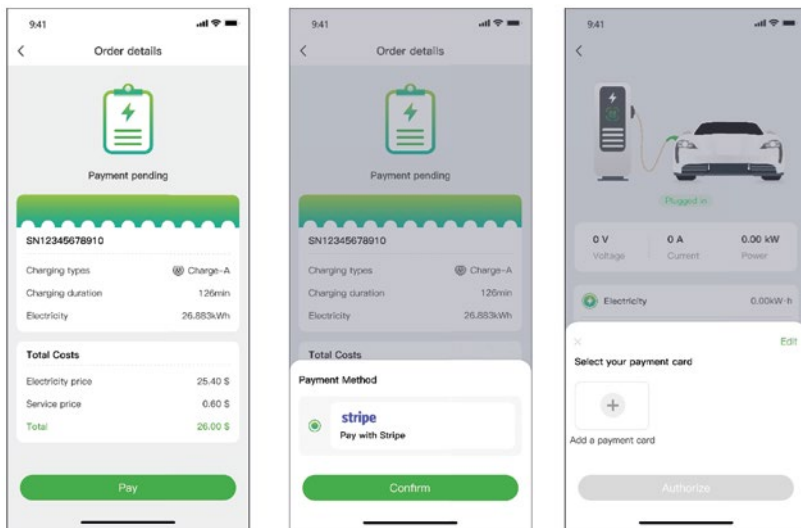 9:41
Order details
Payment pending
SN12345678910
Charging types Charge-A
Charging duration 126min
Electricity 26.883kWh
Total Costs
Electricity price 25.40 $
Service price 0.60 $
Total 26.00 $
Pay
9:41
Order details
Payment pending
SN12345678910
Charging types Charge-A
Charging duration 126min
Electricity 26.883kWh
Total Costs
Payment Method
stripe
Pay with Stripe
Confirm
9:41
Plugged in
0 V 0 A 0.00 kW
Voltage Current Power
Electricity 0.00kW·h
Edit
Select your payment card
Add a payment card
Authorize